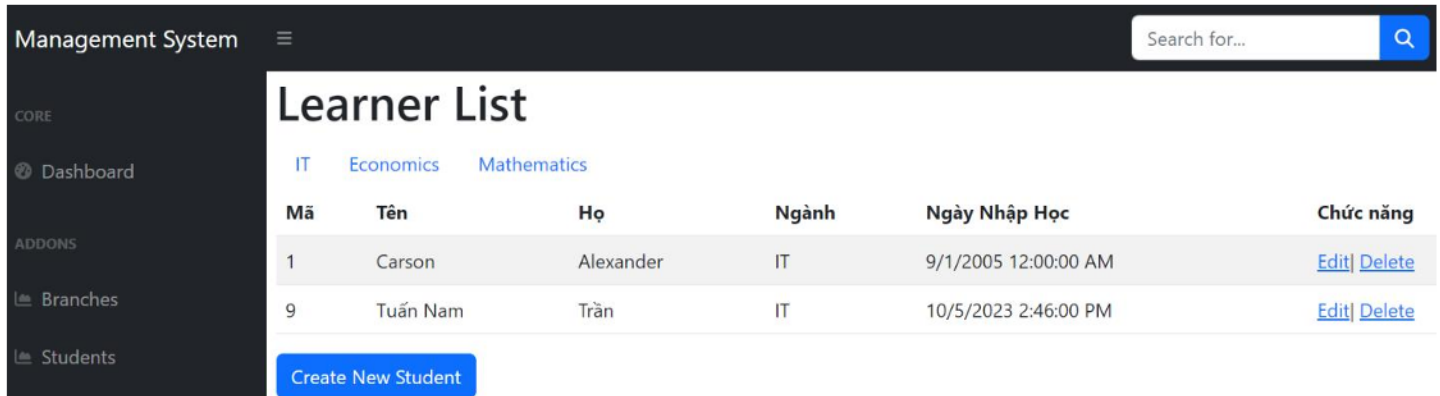 Management System
Search for...
CORE
Dashboard
ADDONS
Branches
Students
Learner List
IT Economics Mathematics
Mã Tên Họ Ngành Ngày Nhập Học Chức năng
1 Carson Alexander IT 9/1/2005 12:00:00 AM Edit| Delete
9 Tuấn Nam Trần IT 10/5/2023 2:46:00 PM Edit| Delete
Create New Student